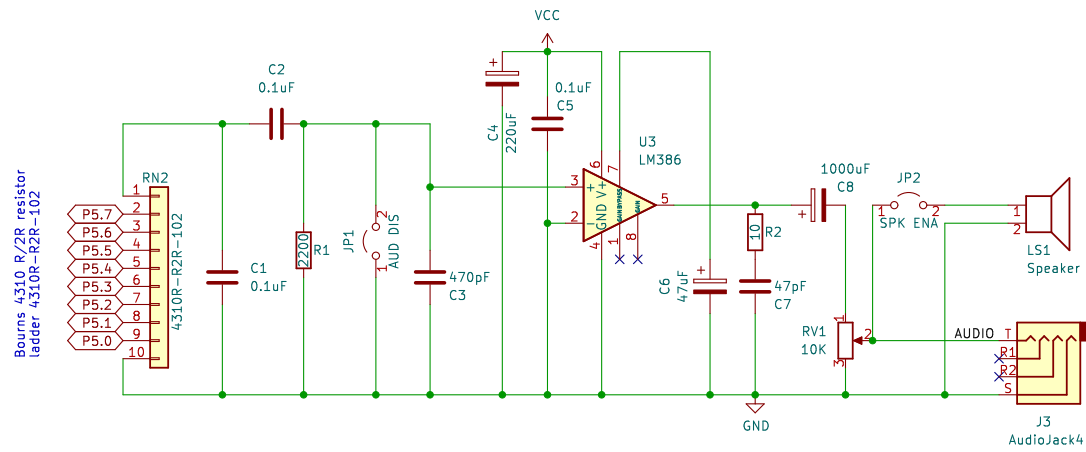 VCC
C2
0.1uF
0.1uF
C5
C4
220uF
U3
LM386
6
7
3
+
V+
BYPASS
GAIN
GAIN
5
2
-
GND
4
1
8
1000uF
C8
+
JP2
1
2
SPK ENA
1
2
LS1
Speaker
Bourns 4310 R/2R resistor
ladder 4310R-R2R-102
RN2
4310R-R2R-102
1
2
3
4
5
6
7
8
9
10
P5.7
P5.6
P5.5
P5.4
P5.3
P5.2
P5.1
P5.0
C1
0.1uF
2200
R1
JP1
AUD DIS
2
1
470pF
C3
+
+
C6
47uF
10
R2
47pF
C7
RV1
10K
1
2
3
AUDIO
T
R1
R2
S
J3
AudioJack4
GND